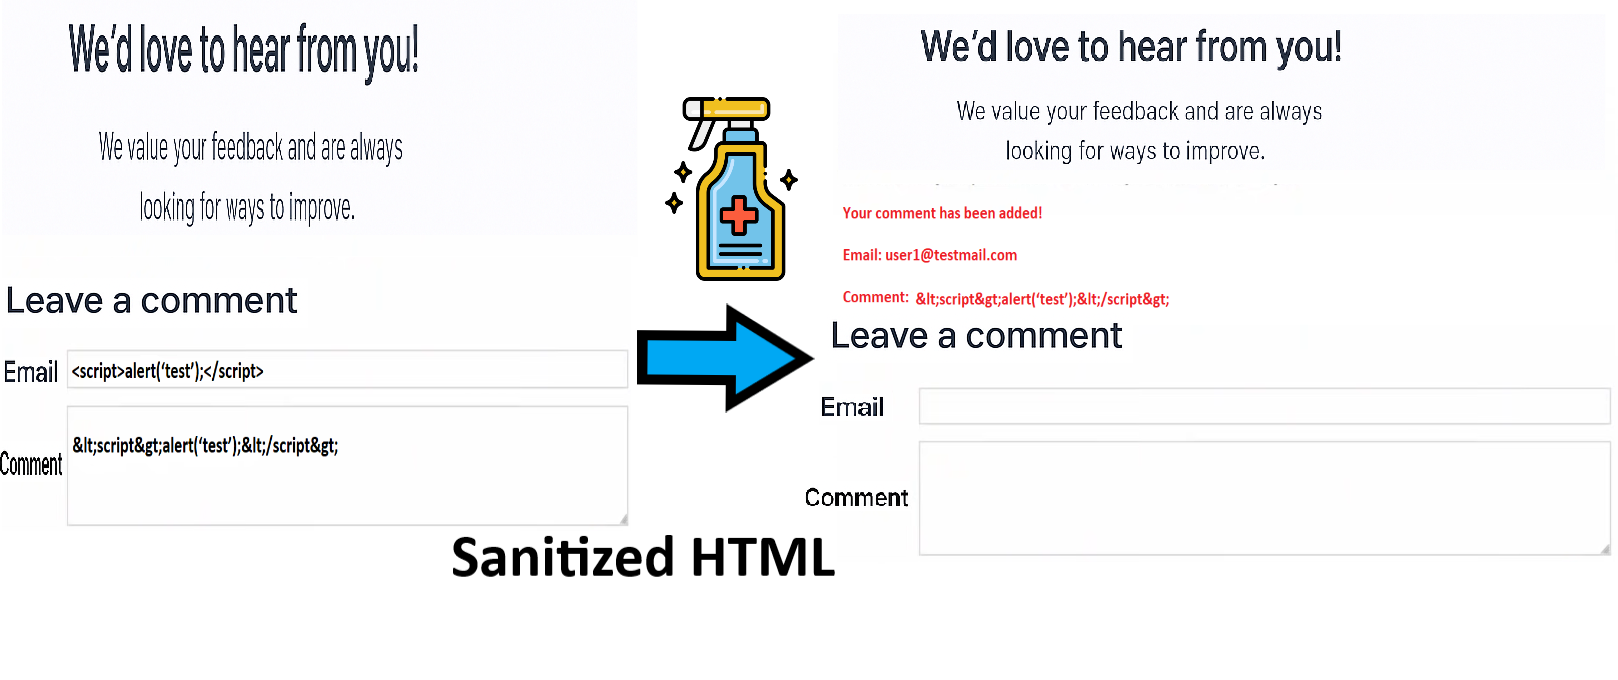 We'd love to hear from you!
We value your feedback and are always
looking for ways to improve.
Leave a comment
Email <script>alert(‘test’);</script>
Comment &lt;script&gt;alert(‘test’);&lt;/script&gt;
Sanitized HTML
We'd love to hear from you!
We value your feedback and are always
looking for ways to improve.
Your comment has been added!
Email: user1@testmail.com
Comment: &lt;script&gt;alert(‘test’);&lt;/script&gt;
Leave a comment
Email
Comment